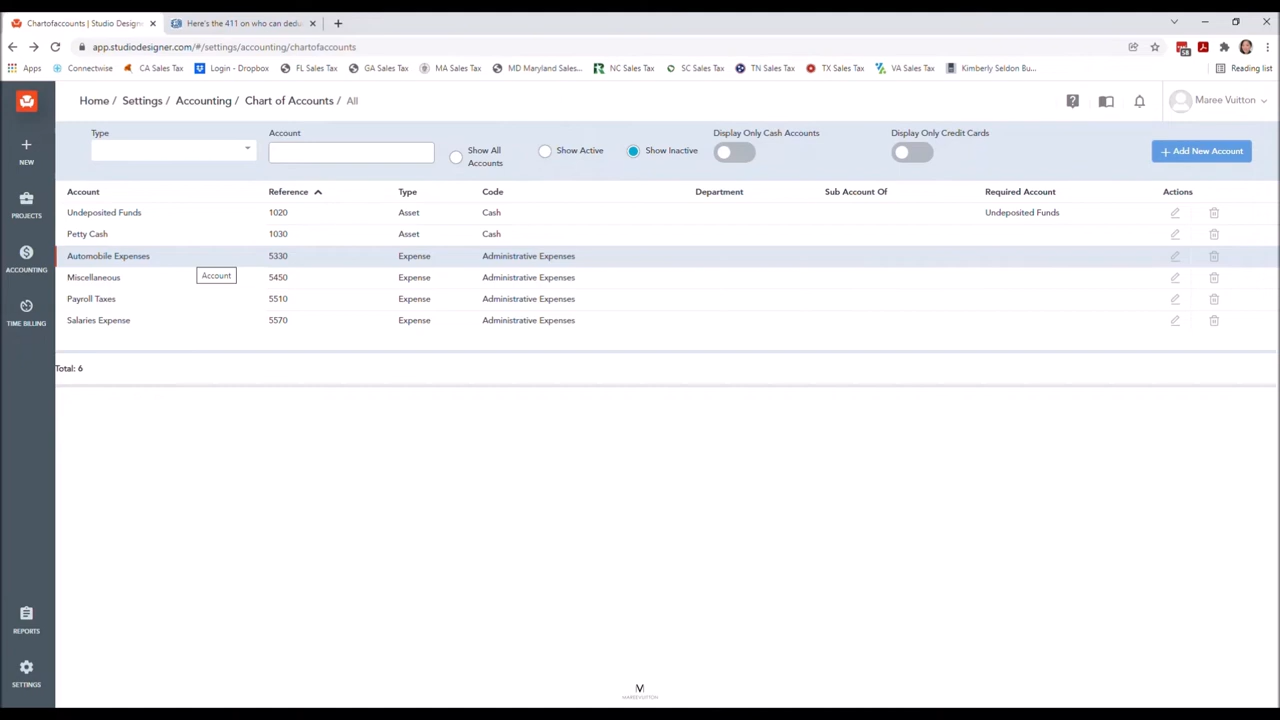 Chartofaccounts | Studio Designe
Here's the 411 on who can dedu
app.studiodesigner.com/#/settings/accounting/chartofaccounts
58
Apps
Connectwise
CA Sales Tax
Login - Dropbox
FL Sales Tax
GA Sales Tax
MA Sales Tax
MD Maryland Sales...
NC Sales Tax
SC Sales Tax
TN Sales Tax
TX Sales Tax
VA Sales Tax
Kimberly Seldon Bu...
Reading list
Home / Settings / Accounting / Chart of Accounts / All
Maree Vuitton
NEW
PROJECTS
ACCOUNTING
TIME BILLING
REPORTS
SETTINGS
Type
Account
Show All
Accounts
Show Active
Show Inactive
Display Only Cash Accounts
Display Only Credit Cards
+ Add New Account
Account Reference Type Code Department Sub Account Of Required Account Actions
Undeposited Funds 1020 Asset Cash Undeposited Funds
Petty Cash 1030 Asset Cash
Automobile Expenses 5330 Expense Administrative Expenses
Account
Miscellaneous 5450 Expense Administrative Expenses
Payroll Taxes 5510 Expense Administrative Expenses
Salaries Expense 5570 Expense Administrative Expenses
Total: 6
MAREEVUITTON